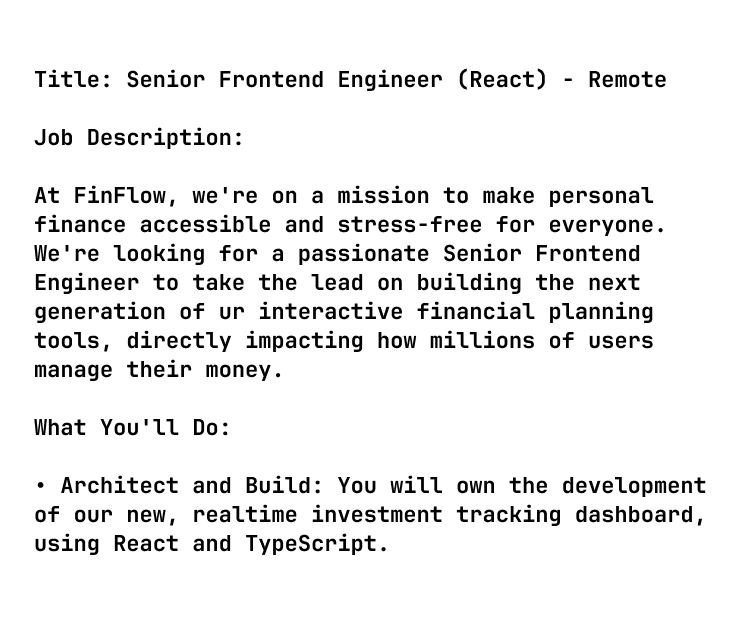 Title: Senior Frontend Engineer (React) - Remote
Job Description:
At FinFlow, we're on a mission to make personal
finance accessible and stress-free for everyone.
We're looking for a passionate Senior Frontend
Engineer to take the lead on building the next
generation of ur interactive financial planning
tools, directly impacting how millions of users
manage their money.
What You'll Do:
• Architect and Build: You will own the development
of our new, realtime investment tracking dashboard,
using React and TypeScript.